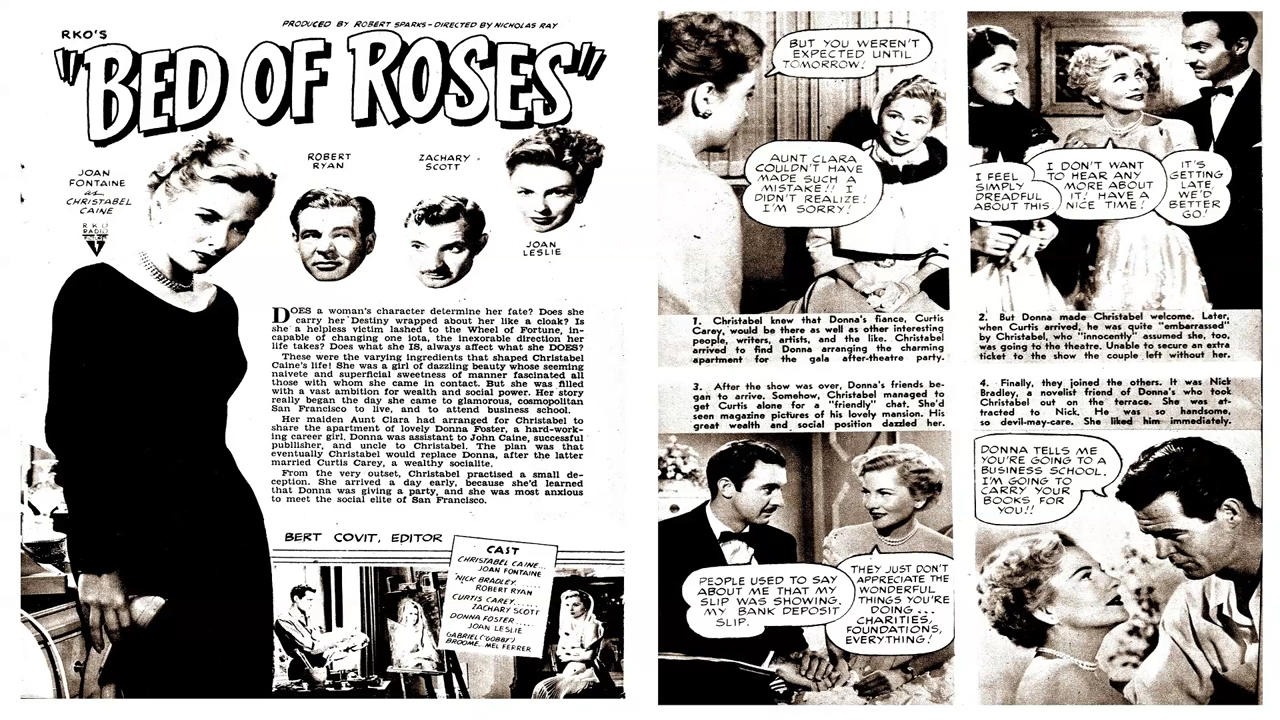 PRODUCED BY ROBERT SPARKS - DIRECTED BY NICHOLAS RAY
RKO'S
"BED OF ROSES"
JOAN
FONTAINE
as
CHRISTABEL
CAINE
RKO
RADIO
ROBERT
RYAN
ZACHARY
SCOTT
JOAN
LESLIE
DOES a woman's character determine her fate? Does she
carry her Destiny wrapped about her like a cloak? Is
she a helpless victim lashed to the Wheel of Fortune, in-
capable of changing one iota, the inexorable direction her
life takes? Does what she IS, always affect what she DOES?
These were the varying ingredients that shaped Christabel
Caine's life! She was a girl of dazzling beauty whose seeming
naivete and superficial sweetness of manner fascinated all
those with whom she came in contact. But she was filled
with a vast ambition for wealth and social power. Her story
really began the day she came to glamorous, cosmopolitan
San Francisco to live, and to attend business school.
Her maiden Aunt Clara had arranged for Christabel to
share the apartment of lovely Donna Foster, a hard-work-
ing career girl. Donna was assistant to John Caine, successful
publisher, and uncle to Christabel. The plan was that
eventually Christabel would replace Donna, after the latter
married Curtis Carey, a wealthy socialite.
From the very outset, Christabel practised a small de-
ception. She arrived a day early, because she'd learned
that Donna was giving a party, and she was most anxious
to meet the social elite of San Francisco.
BERT COVIT, EDITOR
CAST
CHRISTABEL CAINE...
JOAN FONTAINE
NICK BRADLEY......
ROBERT RYAN
CURTIS CAREY......
ZACHARY SCOTT
DONNA FOSTER.....
JOAN LESLIE
GABRIEL ("GOBBY")
BROOME.. MEL FERRER
BUT YOU WEREN'T
EXPECTED UNTIL
TOMORROW!
AUNT CLARA
COULDN'T HAVE
MADE SUCH A
MISTAKE!! I
DIDN'T REALIZE!
I'M SORRY!
1. Christabel knew that Donna's fiance, Curtis
Carey, would be there as well as other interesting
people, writers, artists, and the like. Christabel
arrived to find Donna arranging the charming
apartment for the gala after-theatre party.
I FEEL
SIMPLY
DREADFUL
ABOUT THIS.
I DON'T WANT
TO HEAR ANY
MORE ABOUT
IT! HAVE A
NICE TIME!
IT'S
GETTING
LATE,
WE'D
BETTER
GO!
2. But Donna made Christabel welcome. Later,
when Curtis arrived, he was quite "embarrassed"
by Christabel, who "innocently" assumed she, too,
was going to the theatre. Unable to secure an extra
ticket to the show the couple left without her.
3. After the show was over, Donna's friends be-
gan to arrive. Somehow, Christabel managed to
get Curtis alone for a "friendly" chat. She'd
seen magazine pictures of his lovely mansion. His
great wealth and social position dazzled her.
PEOPLE USED TO SAY
ABOUT ME THAT MY
SLIP WAS SHOWING.
MY BANK DEPOSIT
SLIP.
THEY JUST DON'T
APPRECIATE THE
WONDERFUL
THINGS YOU'RE
DOING...
CHARITIES,
FOUNDATIONS,
EVERYTHING!
4. Finally, they joined the others. It was Nick
Bradley, a novelist friend of Donna's who took
Christabel out on the terrace. She was at-
tracted to Nick. He was so handsome,
so devil-may-care. She liked him immediately.
DONNA TELLS ME
YOU'RE GOING TO A
BUSINESS SCHOOL.
I'M GOING TO
CARRY YOUR
BOOKS FOR
YOU!!